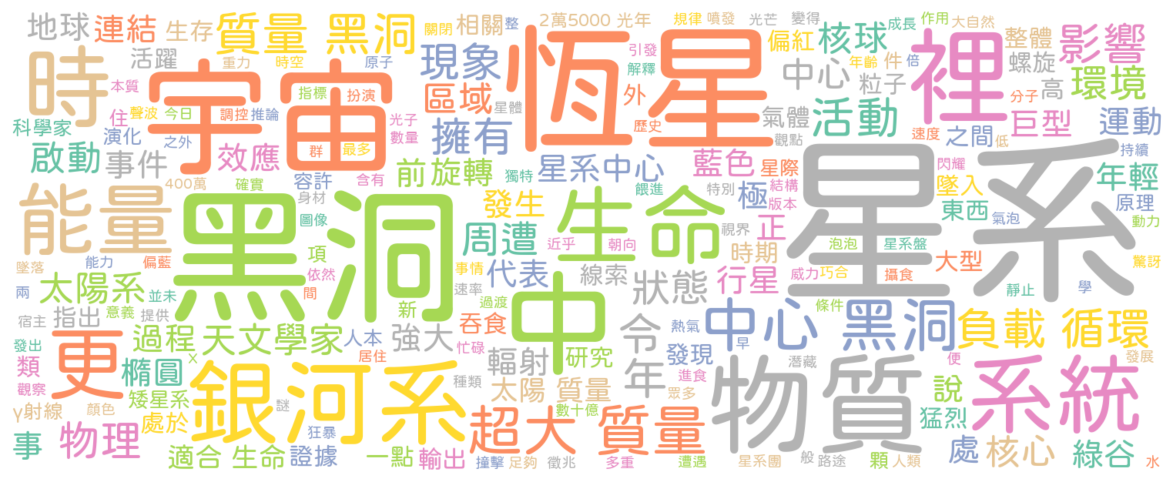 地球 連結 生存 質量 黑洞 關閉 相關 整 2萬5000 光年 規律 噴發 光芒 變得 核球 成長 作用 大自然
時 活躍 重力 時空 原子 現象 恆星 引發 解釋 偏紅 年齡 件 倍 裡 整體 影響
宇宙 中心 粒子 螺旋 高 環境
本質 住 聲波 今日 調控 推論 指標 扮演 光子 數量 區域 星體 外 歷史 氣體 觀點 活動 分子 低 速度 之間 巨型 運動
科學家 演化 之外 群 最多 擁有 持續
啟動 事件 效應 容許 含有 前 旋轉 獨特 星系中心 餵進 藍色 特別 星際 結構 版本 閃耀 墜入 年輕
400萬 確實 身材 極 東西 原理
能量 黑洞 圖像 項 發生 生命 視界 正 星系 氣泡 動力
墜落 能力 偏藍 依然 間 周遭 近乎 朝向 時期 泡泡 星系盤 驚訝
兩 太陽系 並未 新 事情 代表 線索 狀態 行星 威力 巧合 攝食 大型 靜止 學
宿主 指出 意義 提供 過渡 速率 中 條件
發出 過程 天文學家 人本 強大 忙碌 吞食 熱氣 令 中心 黑洞 早 負載 循環
類 更 橢圓 X 居住 輻射 研究 發現 潛藏 便 發展
觀察 矮星系 銀河系 種類 太陽 質量 進食 年 眾多 物質 說 系統
γ射線 顏色 處於 謎 數十億 猛烈
事 物理 狂暴 超大 質量 處 核心 綠谷
適合 生命 證據 一點 輸出 撞擊 足夠 徵兆 多重 遭遇 星系團 般 路途 顆 人類 水